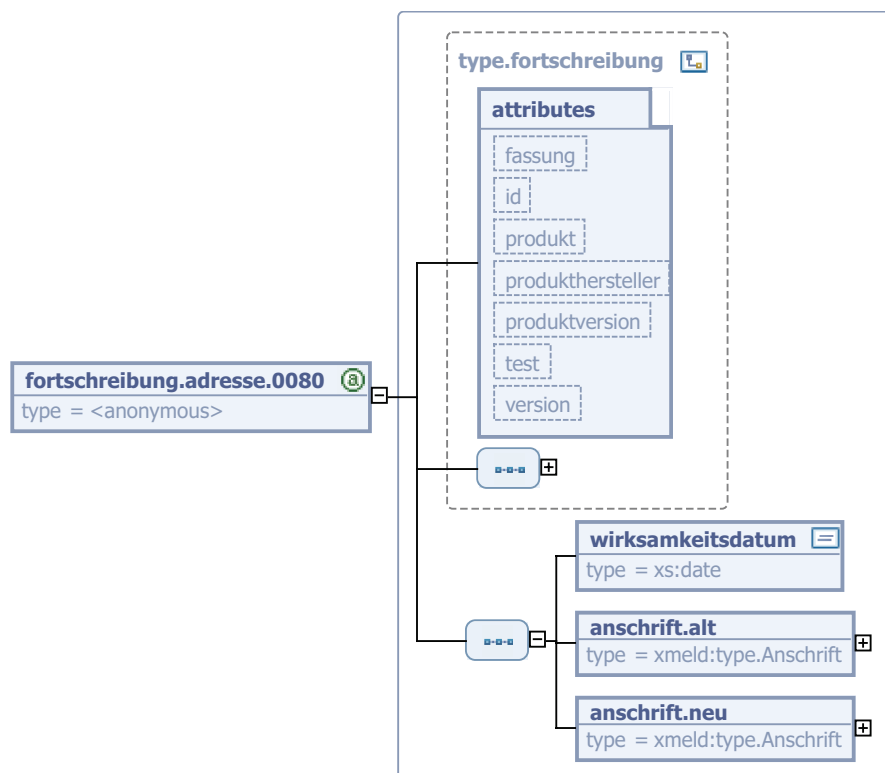 type.fortschreibung
attributes
fassung
id
produkt
produkthersteller
produktversion
test
version
fortschreibung.adresse.0080 a
type = <anonymous>
wirksamkeitsdatum
type = xs:date
anschrift.alt
type = xmeld:type.Anschrift
anschrift.neu
type = xmeld:type.Anschrift